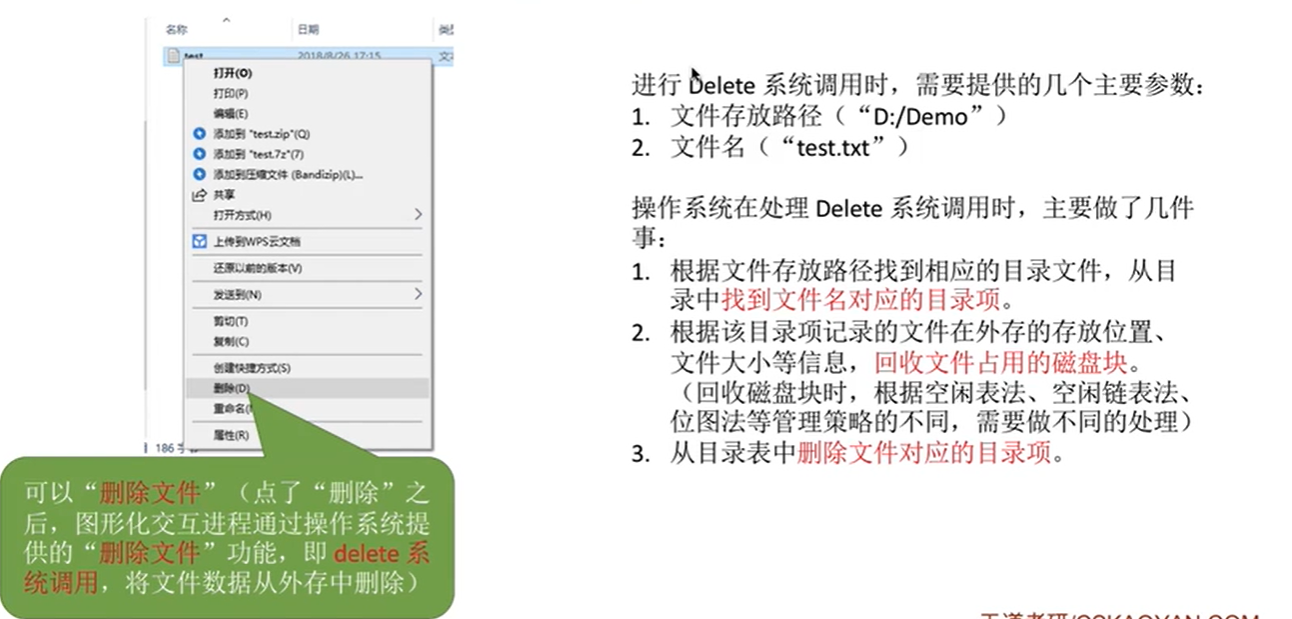 名称 日期
2018/8/26 17:15
打开(O)
打印(P)
编辑(E)
添加到 "test.zip"(Q)
添加到 "test.7z"(7)
添加到压缩文件 (Bandizip)(L)...
共享
打开方式(H)
上传到WPS云文档
还原以前的版本(V)
发送到(N)
剪切(T)
复制(C)
创建快捷方式(S)
删除(D)
重命名(
属性(R)
186 字
可以“删除文件”(点了“删除”之
后，图形化交互进程通过操作系统提
供的“删除文件”功能，即 delete 系
统调用，将文件数据从外存中删除)
进行 Delete 系统调用时，需要提供的几个主要参数：
1. 文件存放路径（“D:/Demo”）
2. 文件名（“test.txt”）
操作系统在处理 Delete 系统调用时，主要做了几件
事：
1. 根据文件存放路径找到相应的目录文件，从目
录中找到文件名对应的目录项。
2. 根据该目录项记录的文件在外存的存放位置、
文件大小等信息，回收文件占用的磁盘块。
（回收磁盘块时，根据空闲表法、空闲链表法、
位图法等管理策略的不同，需要做不同的处理）
3. 从目录表中删除文件对应的目录项。